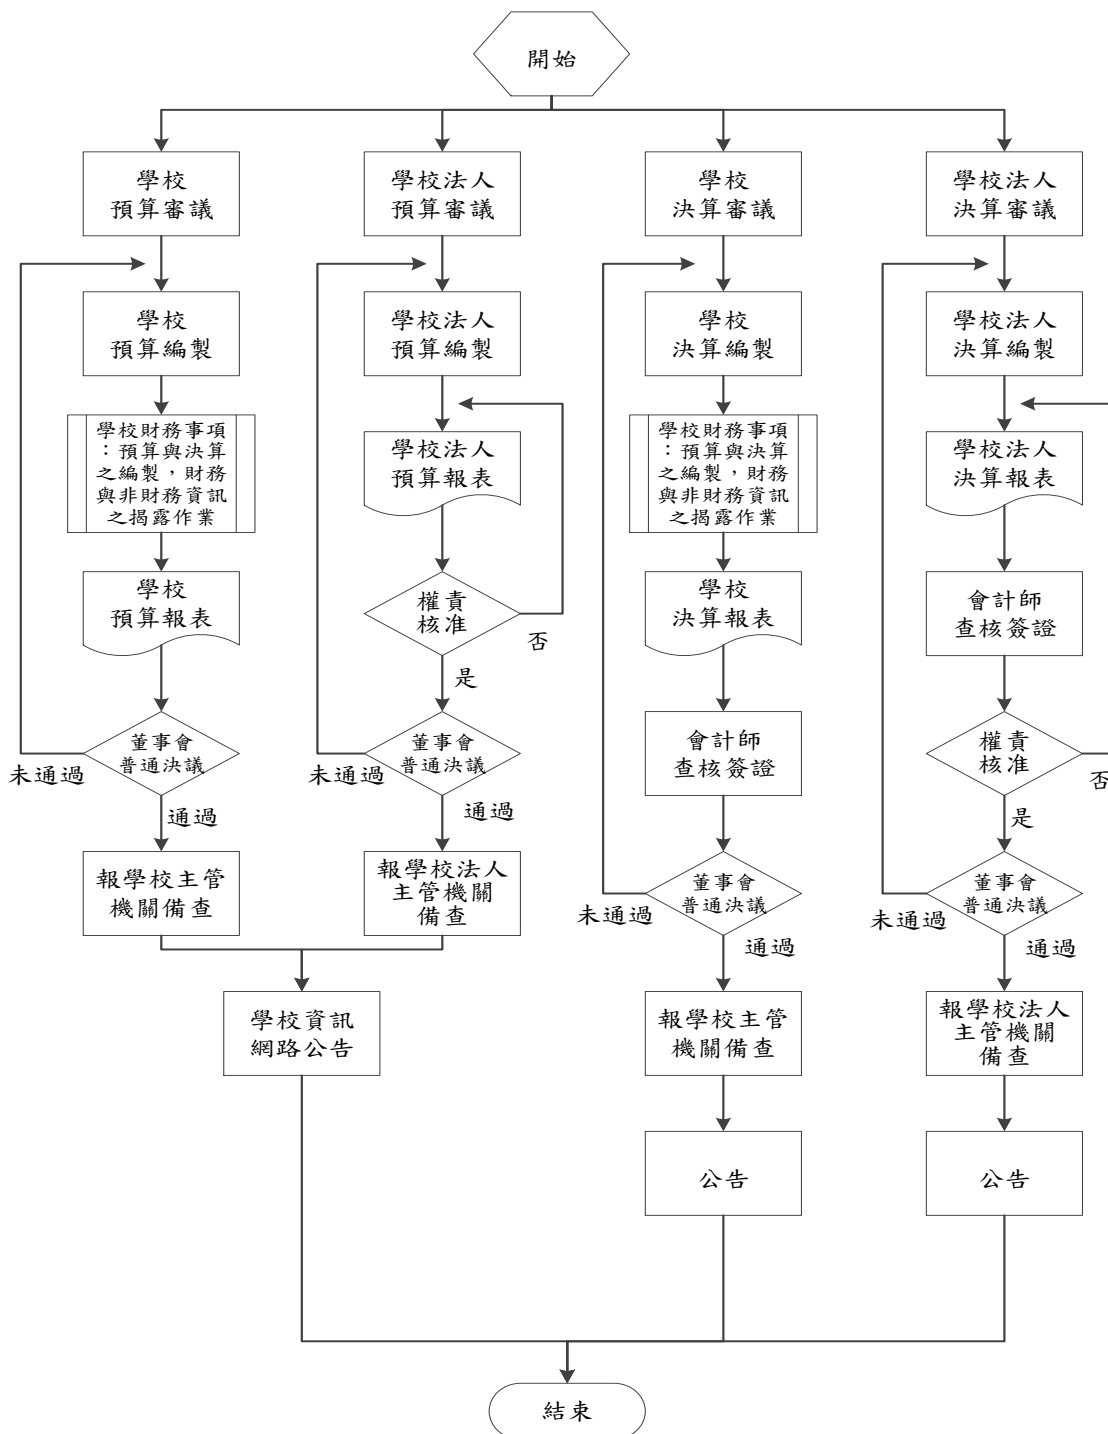 開始
學校
預算審議
學校法人
預算審議
學校
決算審議
學校法人
決算審議
學校
預算編製
學校法人
預算編製
學校
決算編製
學校法人
決算編製
學校財務事項
：預算與決算
之編製，財務
與非財務資訊
之揭露作業
學校法人
預算報表
學校財務事項
：預算與決算
之編製，財務
與非財務資訊
之揭露作業
學校法人
決算報表
學校
預算報表
權責
核准
否
是
學校
決算報表
會計師
查核簽證
董事會
普通決議
未通過
通過
董事會
普通決議
未通過
通過
會計師
查核簽證
權責
核准
否
是
報學校主管
機關備查
報學校法人
主管機關
備查
董事會
普通決議
未通過
通過
董事會
普通決議
未通過
通過
學校資訊
網路公告
報學校主管
機關備查
報學校法人
主管機關
備查
公告
公告
結束